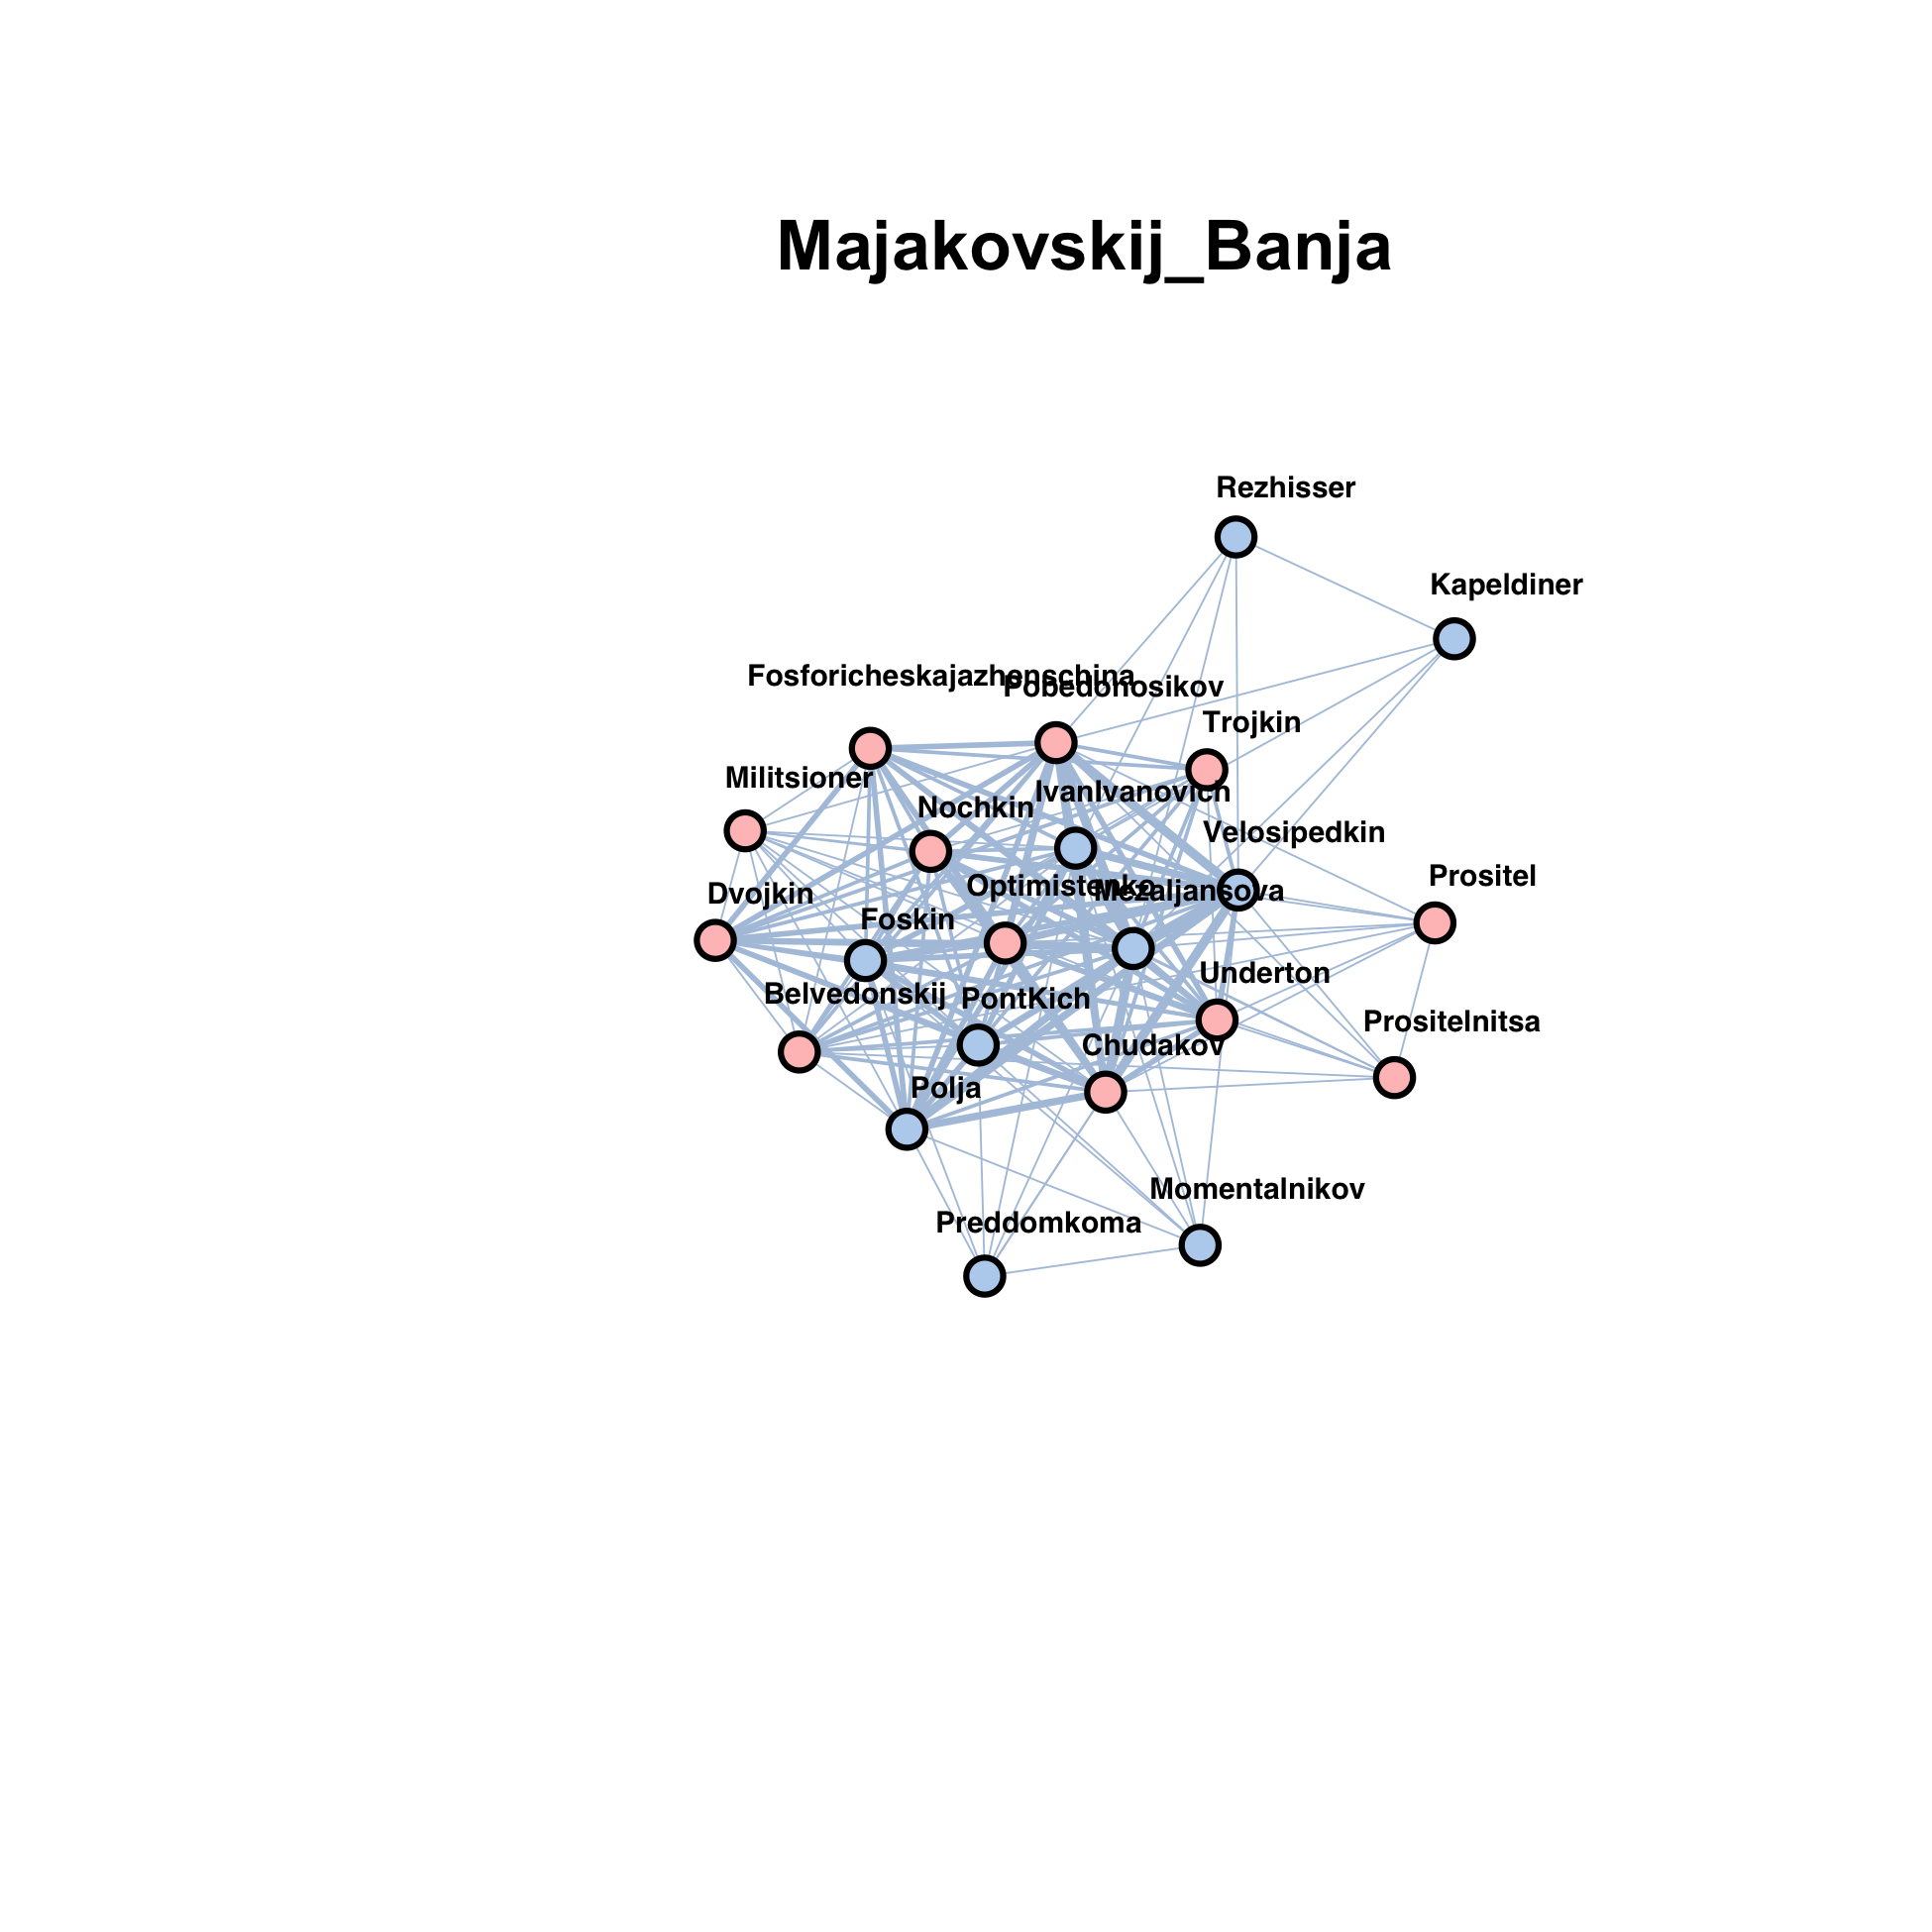 Majakovskij_Banja
Rezhisser
Kapeldiner
Fosforicheskajazhenschina
Pobedonosikov
Trojkin
Militsioner
IvanIvanovich
Nochkin
Velosipedkin
Prositel
Optimistenko
Mezaljansova
Dvojkin
Foskin
Underton
Belvedonskij
PontKich
Prositelnitsa
Chudakov
Polja
Momentalnikov
Preddomkoma